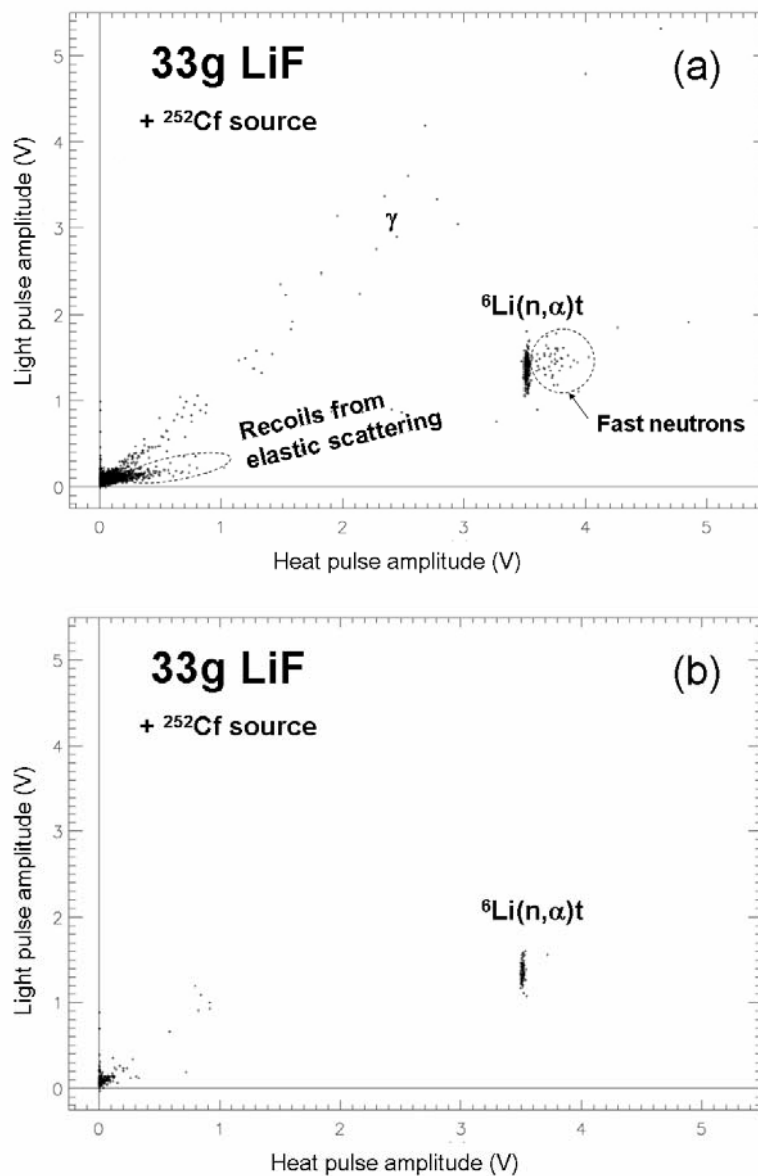 33g LiF
(a)
+ ²⁵²Cf source
γ
⁶Li(n,α)t
Recoils from
elastic scattering
Fast neutrons
Light pulse amplitude (V)
5
4
3
2
1
0
0 1 2 3 4 5
Heat pulse amplitude (V)
33g LiF
(b)
+ ²⁵²Cf source
⁶Li(n,α)t
Light pulse amplitude (V)
5
4
3
2
1
0
0 1 2 3 4 5
Heat pulse amplitude (V)